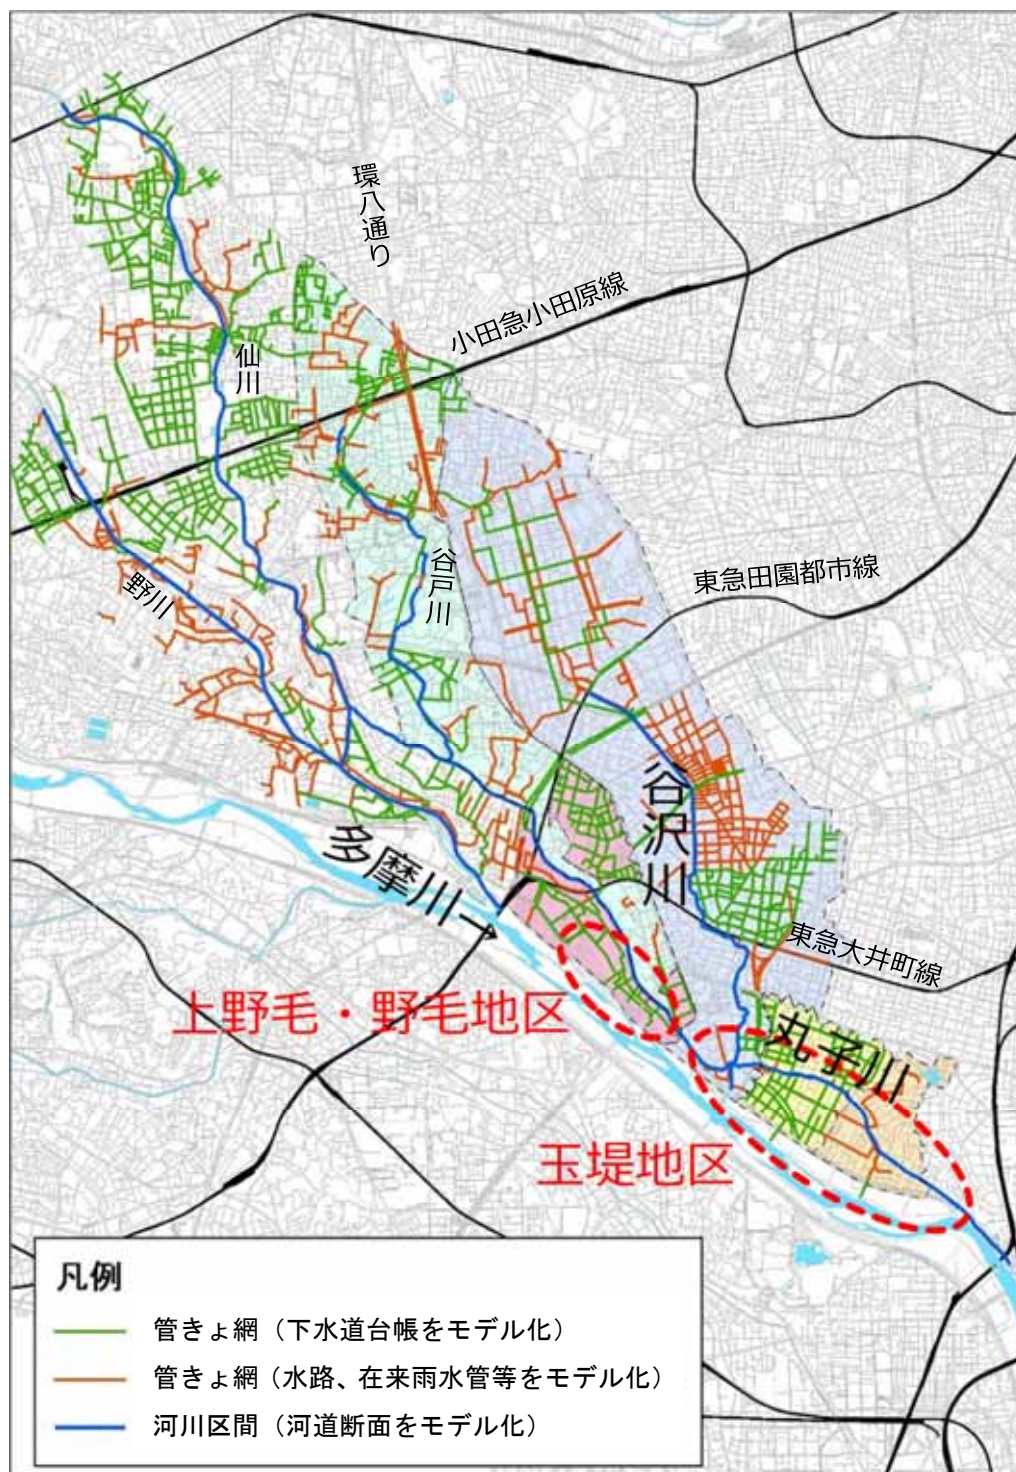 環八通り
小田急小田原線
仙川
野川
谷戸川
東急田園都市線
谷沢川
多摩川→
東急大井町線
上野毛・野毛地区
丸子川
玉堤地区
凡例
管きょ網（下水道台帳をモデル化）
管きょ網（水路、在来雨水管等をモデル化）
河川区間（河道断面をモデル化）